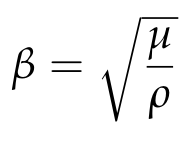 β = √(μ/ρ)